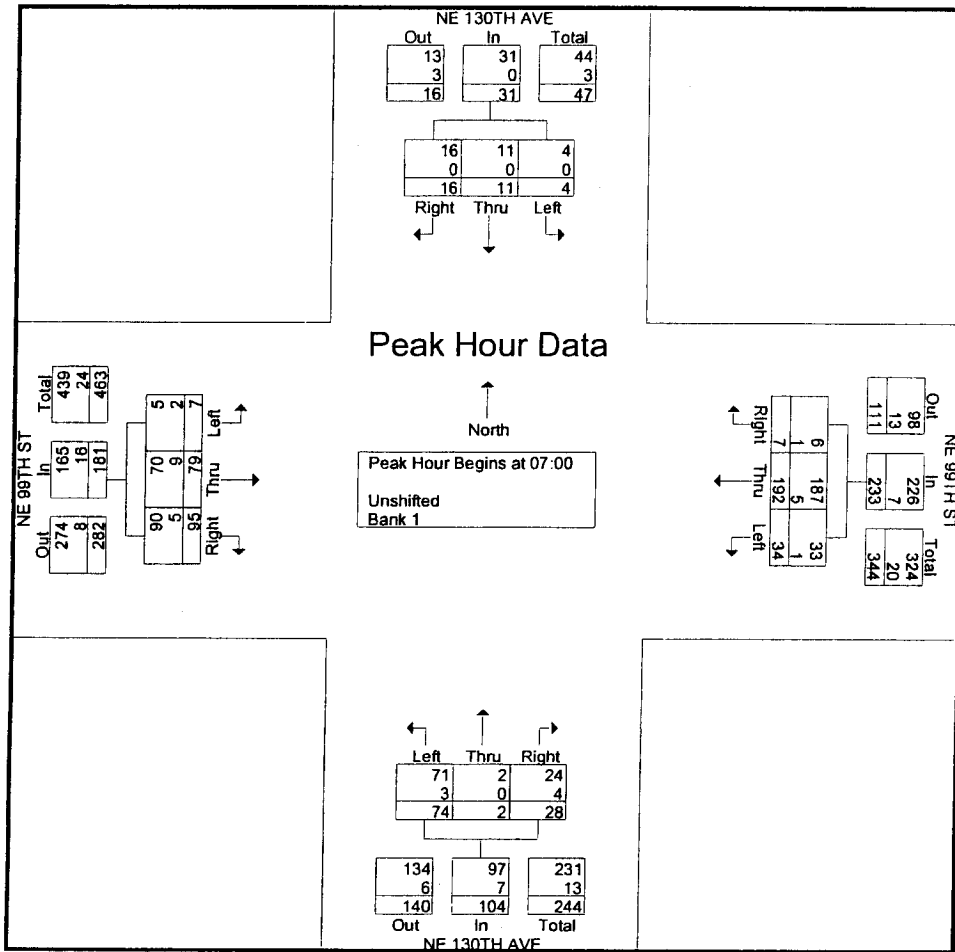 NE 130TH AVE
Out In Total
13 31 44
3 0 3
16 31 47
16 11 4
0 0 0
16 11 4
Right Thru Left
Peak Hour Data
North
Peak Hour Begins at 07:00
Unshifted
Bank 1
NE 99TH ST
Out In Total
274 165 439
8 16 24
282 181 463
90 70 5
5 9 2
95 79 7
Right Thru Left
NE 99TH ST
Out In Total
98 226 324
13 7 20
111 233 344
6 187 33
1 5 1
7 192 34
Right Thru Left
Left Thru Right
71 2 24
3 0 4
74 2 28
134 97 231
6 7 13
140 104 244
Out In Total
NE 130TH AVE